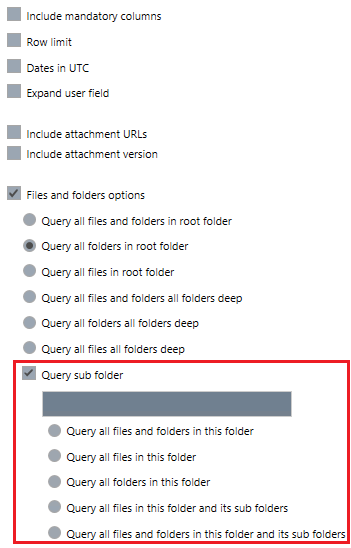 Include mandatory columns
Row limit
Dates in UTC
Expand user field
Include attachment URLs
Include attachment version
Files and folders options
Query all files and folders in root folder
Query all folders in root folder
Query all files in root folder
Query all files and folders all folders deep
Query all folders all folders deep
Query all files all folders deep
Query sub folder
Query all files and folders in this folder
Query all files in this folder
Query all folders in this folder
Query all files in this folder and its sub folders
Query all files and folders in this folder and its sub folders